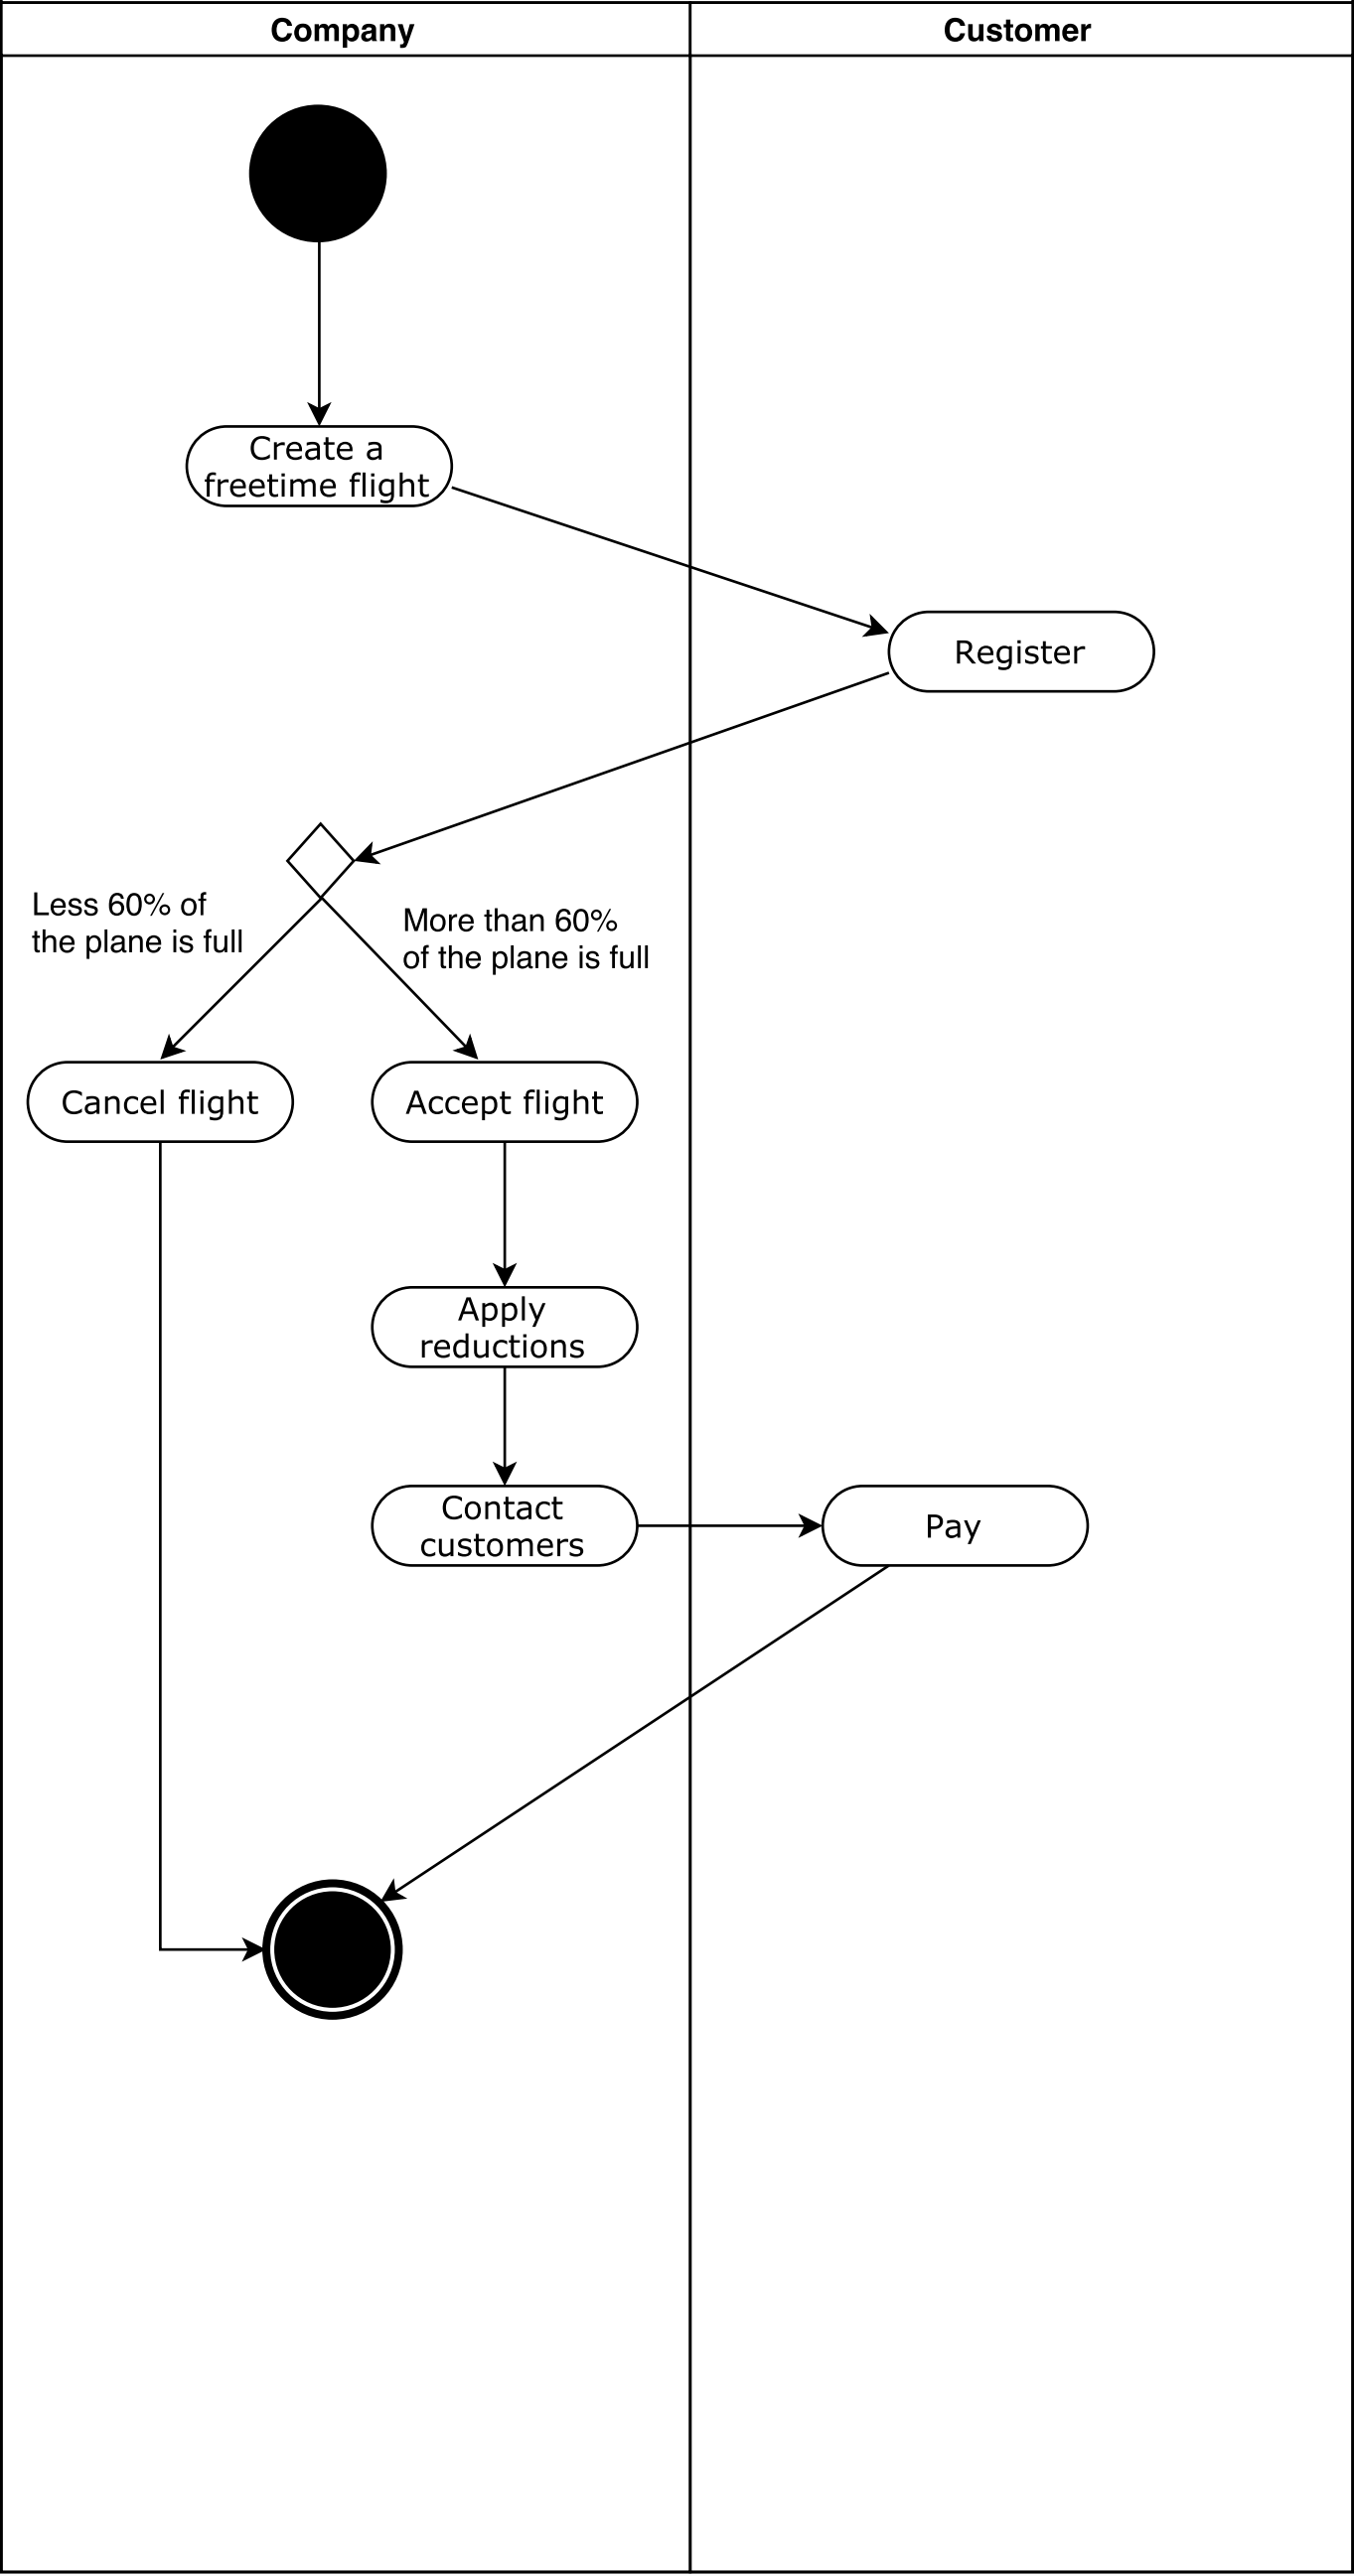 Company
Customer
Create a
freetime flight
Register
Less 60% of
the plane is full
More than 60%
of the plane is full
Cancel flight
Accept flight
Apply
reductions
Contact
customers
Pay